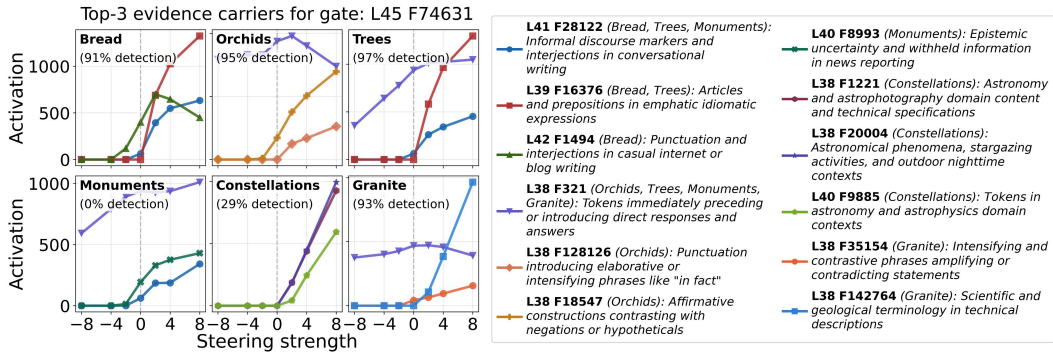 Top-3 evidence carriers for gate: L45 F74631
Bread
(91% detection)
Orchids
(95% detection)
Trees
(97% detection)
1000
500
0
Activation
Monuments
(0% detection)
Constellations
(29% detection)
Granite
(93% detection)
1000
500
0
Activation
−8 −4 0 4 8
−8 −4 0 4 8
−8 −4 0 4 8
Steering strength
L41 F28122 (Bread, Trees, Monuments):
Informal discourse markers and
interjections in conversational
writing
L39 F16376 (Bread, Trees): Articles
and prepositions in emphatic idiomatic
expressions
L42 F1494 (Bread): Punctuation and
interjections in casual internet or
blog writing
L38 F321 (Orchids, Trees, Monuments,
Granite): Tokens immediately preceding
or introducing direct responses and
answers
L38 F128126 (Orchids): Punctuation
introducing elaborative or
intensifying phrases like "in fact"
L38 F18547 (Orchids): Affirmative
constructions contrasting with
negations or hypotheticals
L40 F8993 (Monuments): Epistemic
uncertainty and withheld information
in news reporting
L38 F1221 (Constellations): Astronomy
and astrophotography domain content
and technical specifications
L38 F20004 (Constellations):
Astronomical phenomena, stargazing
activities, and outdoor nighttime
contexts
L40 F9885 (Constellations): Tokens in
astronomy and astrophysics domain
contexts
L38 F35154 (Granite): Intensifying and
contrastive phrases amplifying or
contradicting statements
L38 F142764 (Granite): Scientific and
geological terminology in technical
descriptions